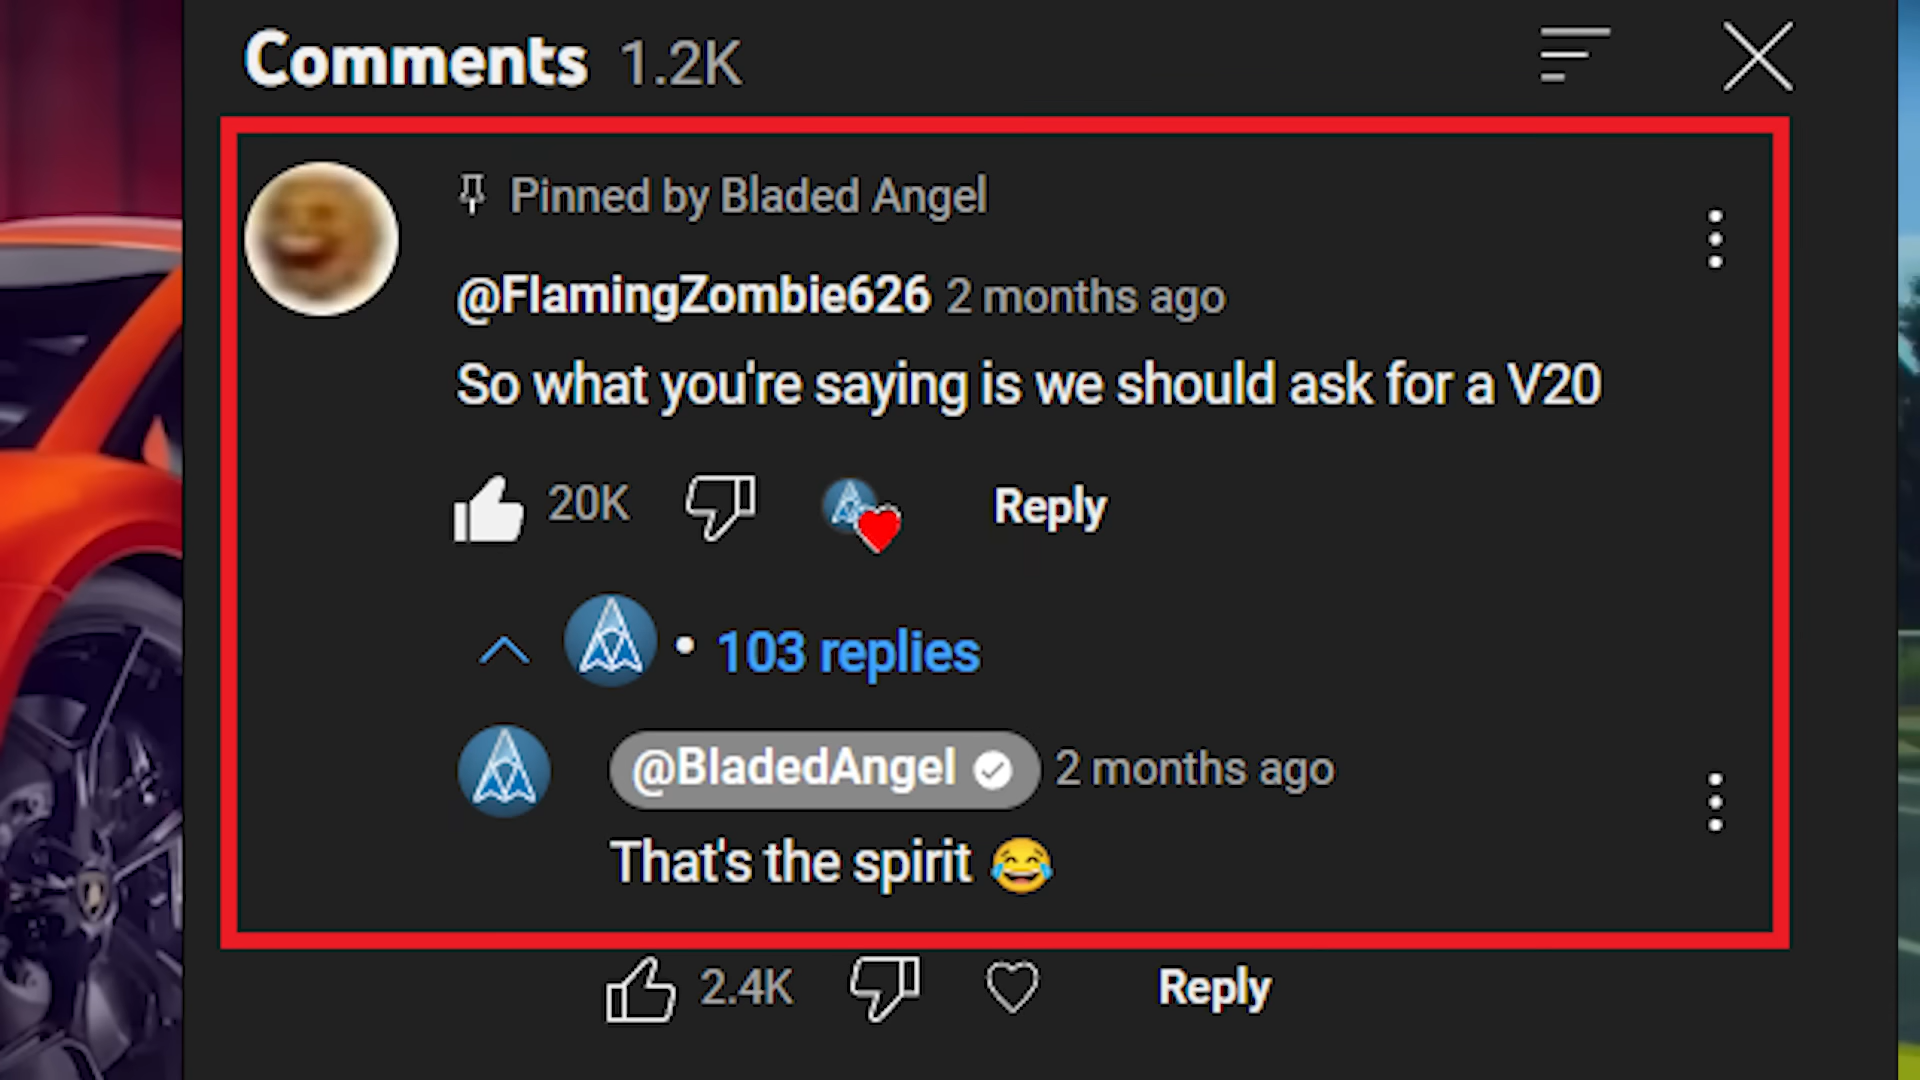 Comments 1.2K
Pinned by Bladed Angel
@FlamingZombie626 2 months ago
So what you're saying is we should ask for a V20
20K Reply
103 replies
@BladedAngel 2 months ago
That's the spirit 😂
2.4K Reply